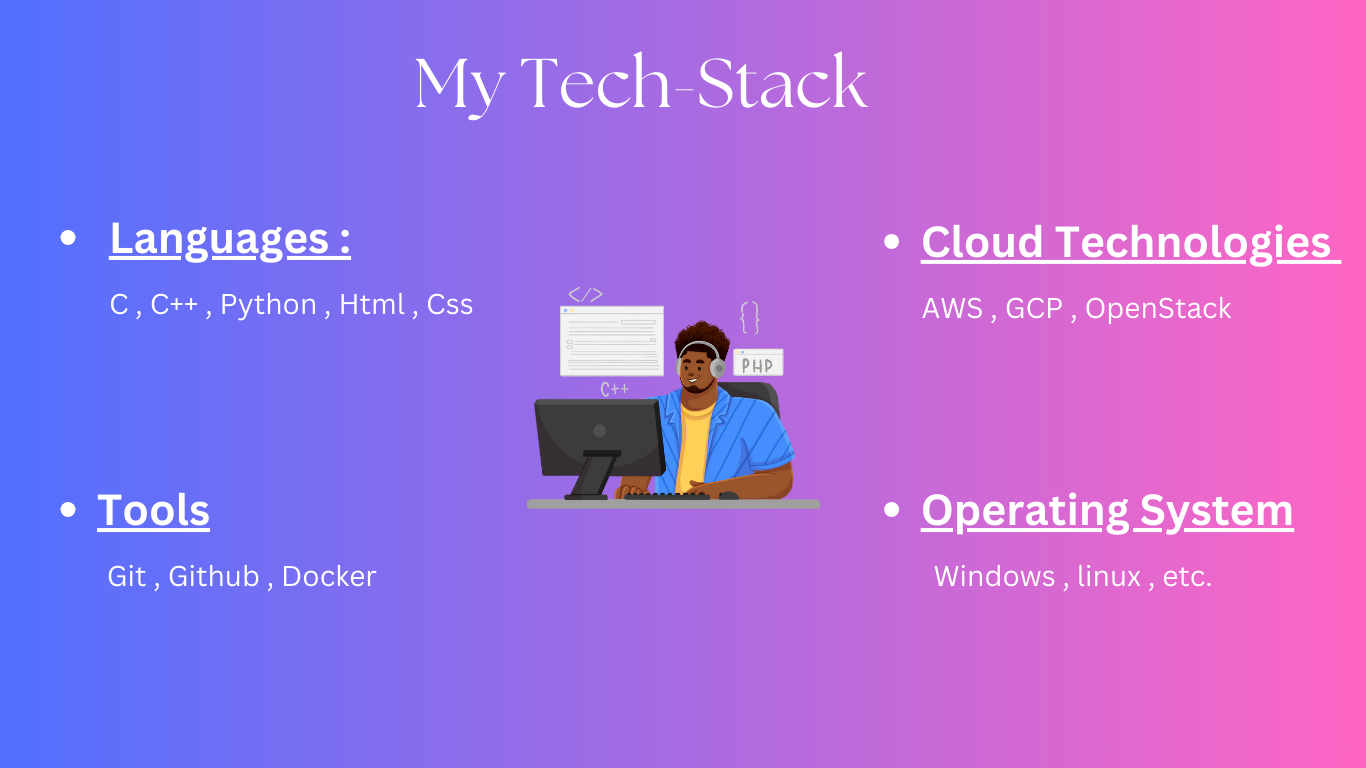 My Tech-Stack
Languages :
C , C++ , Python , Html , Css
Cloud Technologies
AWS , GCP , OpenStack
</>
{}
PHP
C++
Tools
Git , Github , Docker
Operating System
Windows , linux , etc.